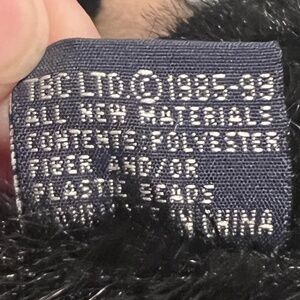 TBC LTD © 1985-99
ALL NEW MATERIALS
CONTENTS: POLYESTER
FIBER AND/OR
PLASTIC BEADS
IN CHINA